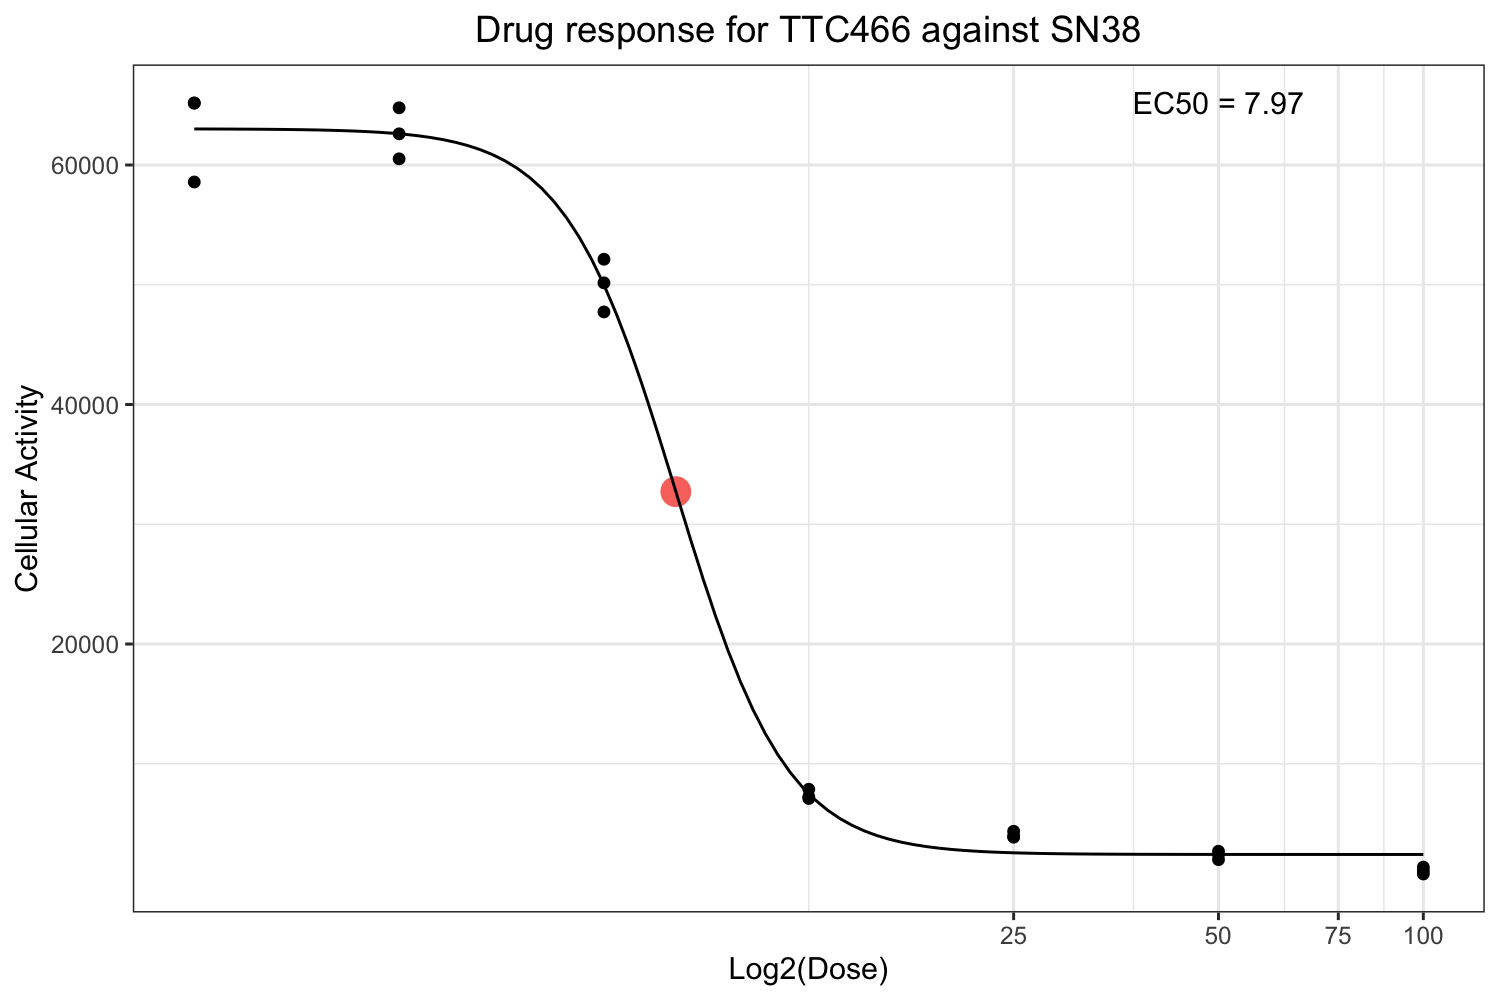 Drug response for TTC466 against SN38
EC50 = 7.97
Cellular Activity
60000
40000
20000
25 50 75 100
Log2(Dose)